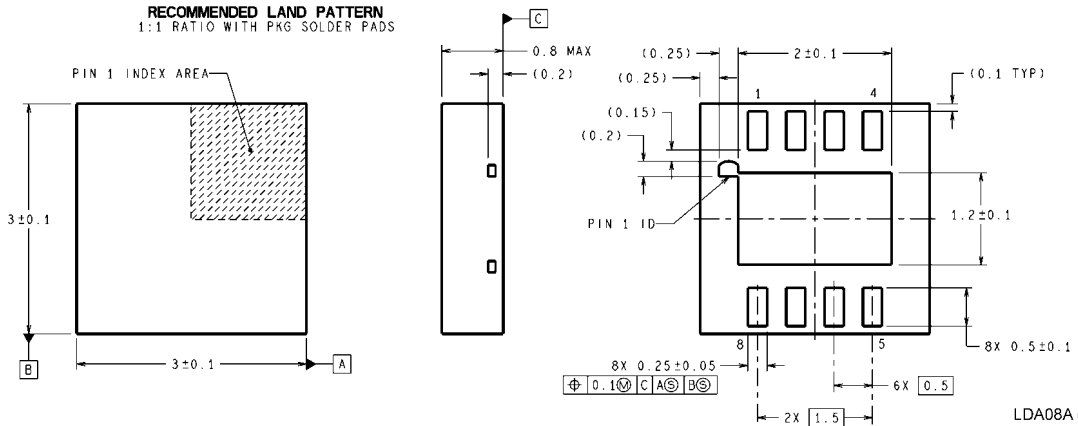 RECOMMENDED LAND PATTERN
1:1 RATIO WITH PKG SOLDER PADS
PIN 1 INDEX AREA
3±0.1
B
3±0.1
A
C
0.8 MAX
(0.2)
(0.25)
2±0.1
(0.25)
(0.1 TYP)
1
4
(0.15)
(0.2)
PIN 1 ID
1.2±0.1
8
5
8X 0.5±0.1
8X 0.25±0.05
⌖ 0.1Ⓜ C AⓈ BⓈ
6X 0.5
2X 1.5
LDA08A